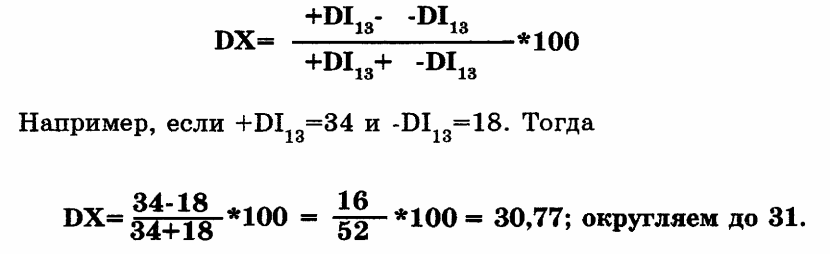 DX= +DI₁₃- -DI₁₃ / +DI₁₃+ -DI₁₃ *100
Например, если +DI₁₃=34 и -DI₁₃=18. Тогда
DX= 34-18 / 34+18 *100 = 16 / 52 *100 = 30,77; округляем до 31.